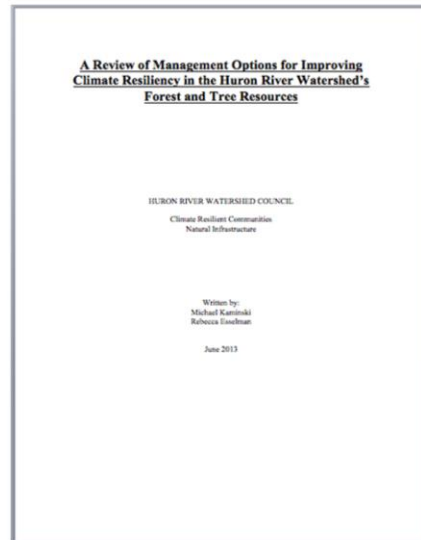 A Review of Management Options for Improving
Climate Resiliency in the Huron River Watershed's
Forest and Tree Resources
HURON RIVER WATERSHED COUNCIL
Climate Resilient Communities
Natural Infrastructure
Written by:
Michael Kaminski
Rebecca Esselman
June 2013